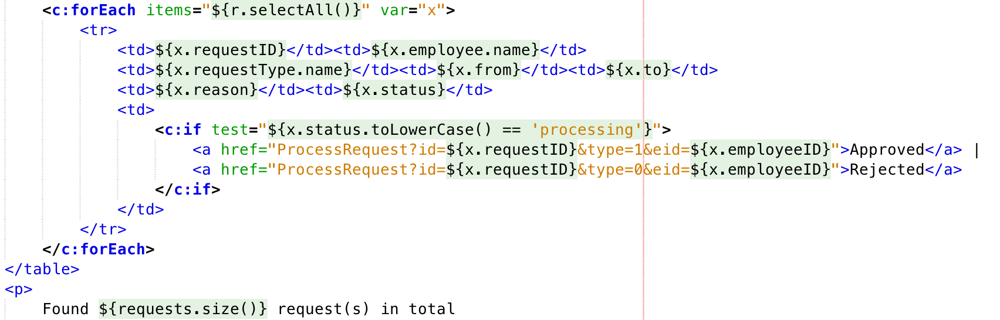 <c:forEach items="${r.selectAll()}" var="x">
<tr>
<td>${x.requestID}</td><td>${x.employee.name}</td>
<td>${x.requestType.name}</td><td>${x.from}</td><td>${x.to}</td>
<td>${x.reason}</td><td>${x.status}</td>
<td>
<c:if test="${x.status.toLowerCase() == 'processing'}">
<a href="ProcessRequest?id=${x.requestID}&type=1&eid=${x.employeeID}">Approved</a> |
<a href="ProcessRequest?id=${x.requestID}&type=0&eid=${x.employeeID}">Rejected</a>
</c:if>
</td>
</tr>
</c:forEach>
</table>
<p>
Found ${requests.size()} request(s) in total